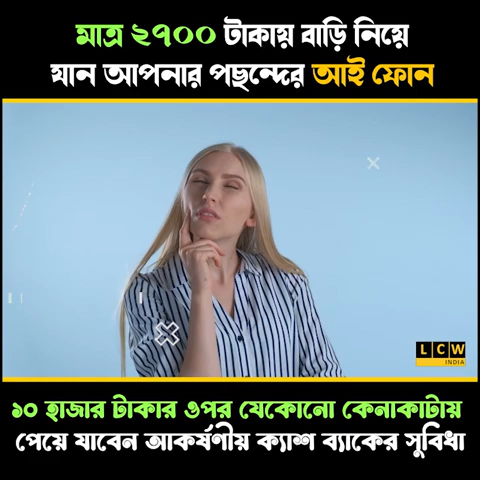 মাত্র ২৭০০ টাকায় বাড়ি নিয়ে
যান আপনার পছন্দের আই ফোন
LCW
INDIA
১০ হাজার টাকার ওপর যেকোনো কেনাকাটায়
পেয়ে যাবেন আকর্ষণীয় ক্যাশ ব্যাকের সুবিধা